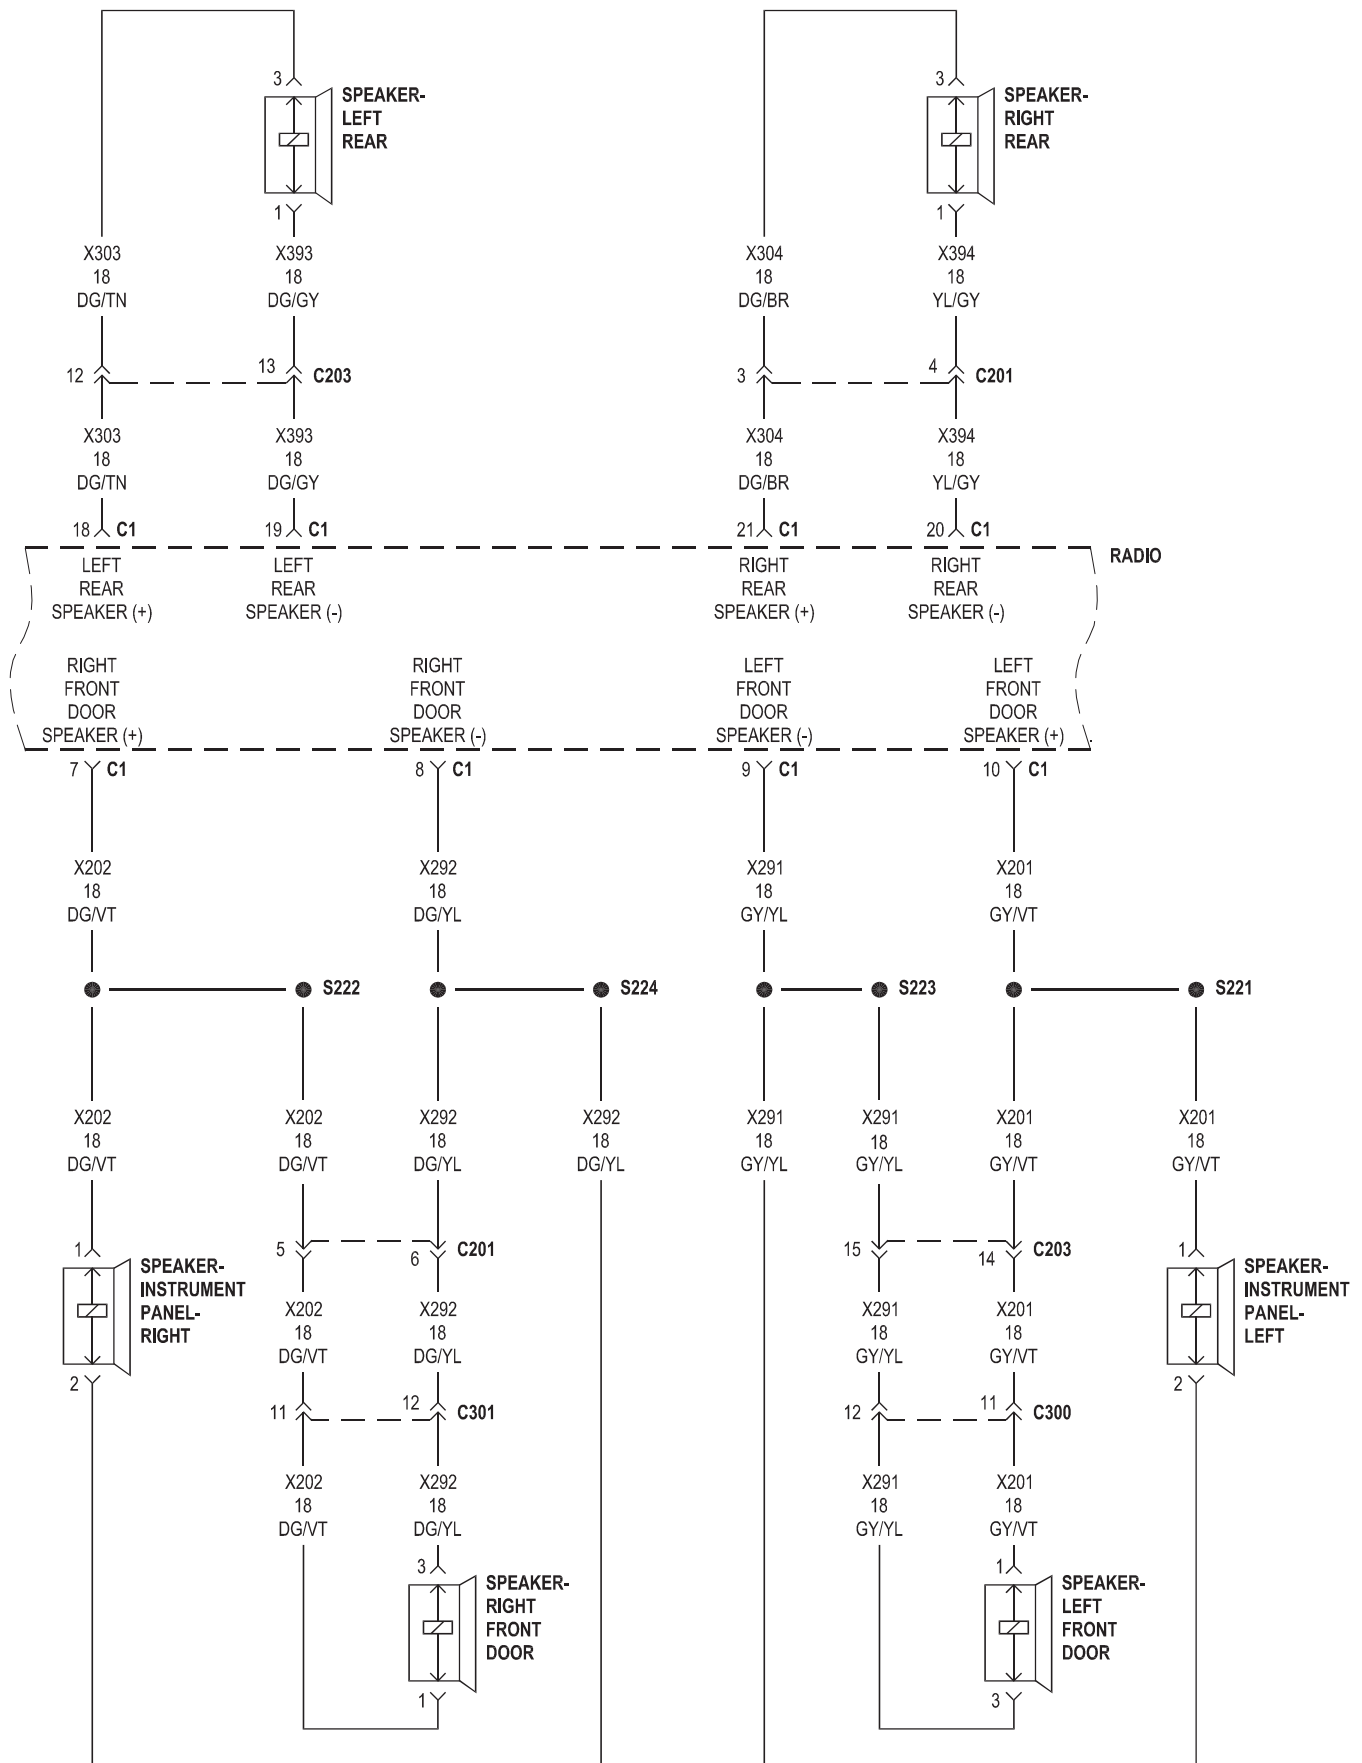 3
SPEAKER-
LEFT
REAR
1
3
SPEAKER-
RIGHT
REAR
1
X303
18
DG/TN
X393
18
DG/GY
X304
18
DG/BR
X394
18
YL/GY
12
13
C203
3
4
C201
X303
18
DG/TN
X393
18
DG/GY
X304
18
DG/BR
X394
18
YL/GY
18 C1
19 C1
21 C1
20 C1
RADIO
LEFT
REAR
SPEAKER (+)
LEFT
REAR
SPEAKER (-)
RIGHT
REAR
SPEAKER (+)
RIGHT
REAR
SPEAKER (-)
RIGHT
FRONT
DOOR
SPEAKER (+)
RIGHT
FRONT
DOOR
SPEAKER (-)
LEFT
FRONT
DOOR
SPEAKER (-)
LEFT
FRONT
DOOR
SPEAKER (+)
7 C1
8 C1
9 C1
10 C1
X202
18
DG/VT
X292
18
DG/YL
X291
18
GY/YL
X201
18
GY/VT
S222
S224
S223
S221
X202
18
DG/VT
X202
18
DG/VT
X292
18
DG/YL
X292
18
DG/YL
X291
18
GY/YL
X291
18
GY/YL
X201
18
GY/VT
X201
18
GY/VT
1
SPEAKER-
INSTRUMENT
PANEL-
RIGHT
2
5
6
C201
15
14
C203
1
SPEAKER-
INSTRUMENT
PANEL-
LEFT
2
X202
18
DG/VT
X292
18
DG/YL
X291
18
GY/YL
X201
18
GY/VT
11
12
C301
12
11
C300
X202
18
DG/VT
X292
18
DG/YL
X291
18
GY/YL
X201
18
GY/VT
3
SPEAKER-
RIGHT
FRONT
DOOR
1
1
SPEAKER-
LEFT
FRONT
DOOR
3